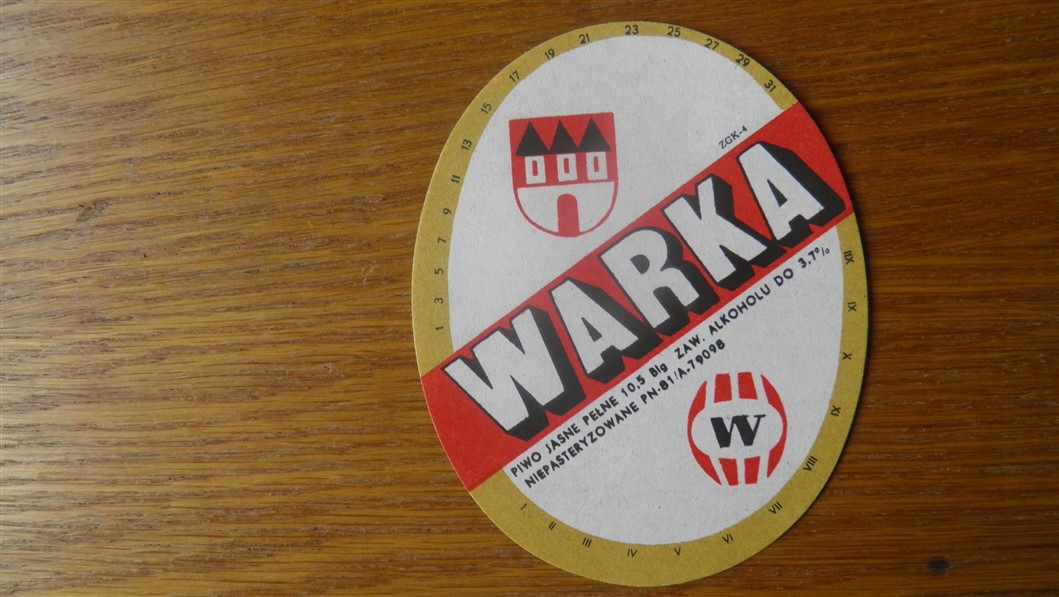 1 3 5 7 9 11 13 15 17 19 21 23 25 27 29 31
ZGK-4
WARKA
PIWO JASNE PEŁNE 10,5 Blg ZAW. ALKOHOLU DO 3,7%
NIEPASTERYZOWANE PN-81/A-79098
W
I II III IV V VI VII VIII IX X XI XII